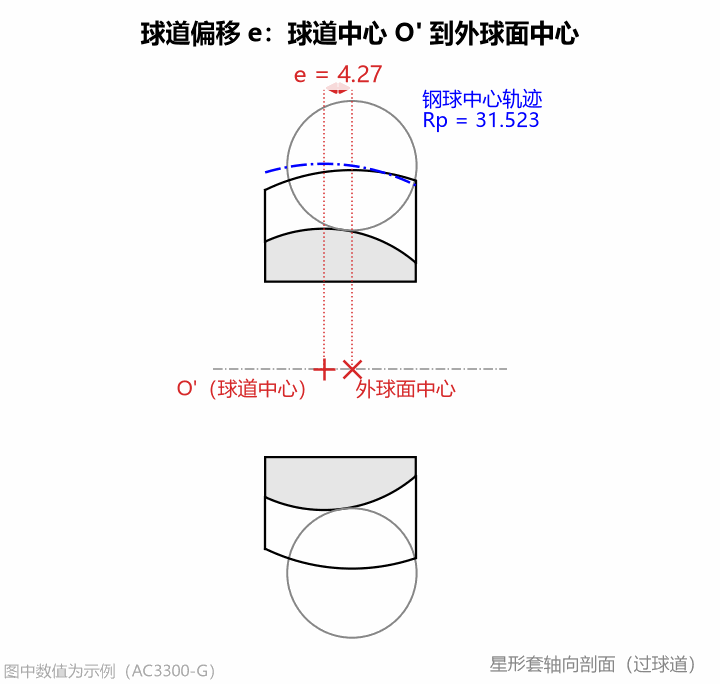 球道偏移 e：球道中心 O' 到外球面中心
e = 4.27
钢球中心轨迹
Rp = 31.523
O'（球道中心）
外球面中心
星形套轴向剖面（过球道）
图中数值为示例（AC3300-G）